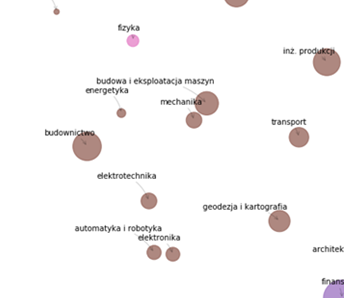 fizyka
inż. produkcji
budowa i eksploatacja maszyn
energetyka
mechanika
transport
budownictwo
elektrotechnika
geodezja i kartografia
automatyka i robotyka
elektronika
architek
finans